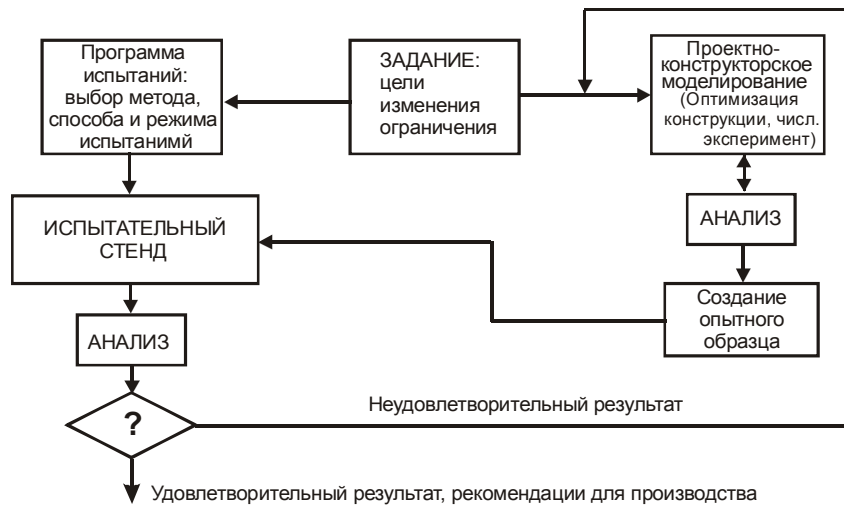 Программа
испытаний:
выбор метода,
способа и режима
испытанимй
ЗАДАНИЕ:
цели
изменения
ограничения
Проектно-
конструкторское
моделирование
(Оптимизация
конструкции, числ.
эксперимент)
ИСПЫТАТЕЛЬНЫЙ
СТЕНД
АНАЛИЗ
Создание
опытного
образца
АНАЛИЗ
?
Неудовлетворительный результат
Удовлетворительный результат, рекомендации для производства